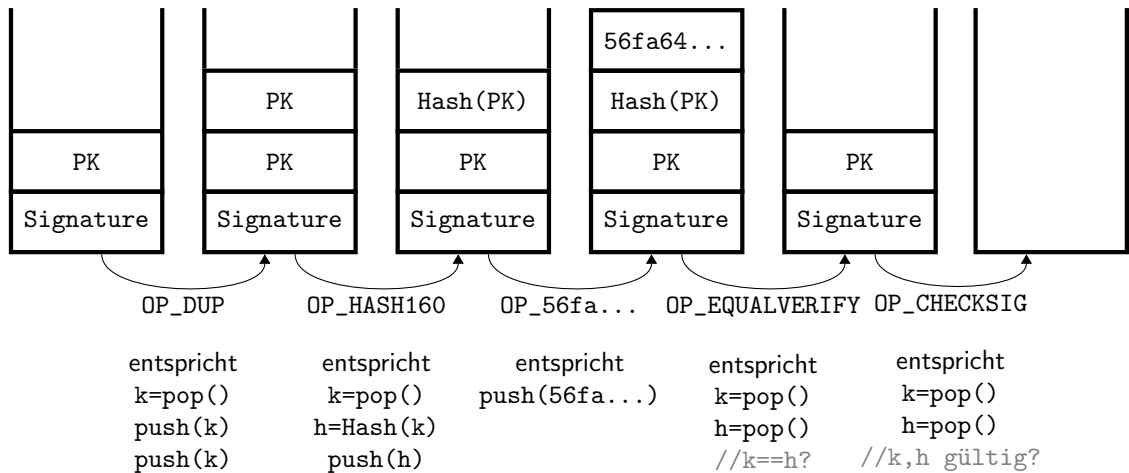 56fa64...
PK Hash(PK) Hash(PK)
PK PK PK PK PK
Signature Signature Signature Signature Signature
OP_DUP OP_HASH160 OP_56fa... OP_EQUALVERIFY OP_CHECKSIG
entspricht entspricht entspricht entspricht entspricht
k=pop() k=pop() push(56fa...) k=pop() k=pop()
push(k) h=Hash(k) h=pop() h=pop()
push(k) push(h) //k==h? //k,h gültig?